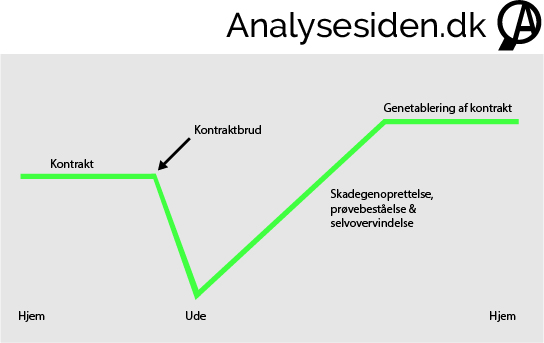 Analysesiden.dk
Genetablering af kontrakt
Kontraktbrud
Kontrakt
Skadegenoprettelse,
prøvebeståelse &
selvovervindelse
Hjem
Ude
Hjem